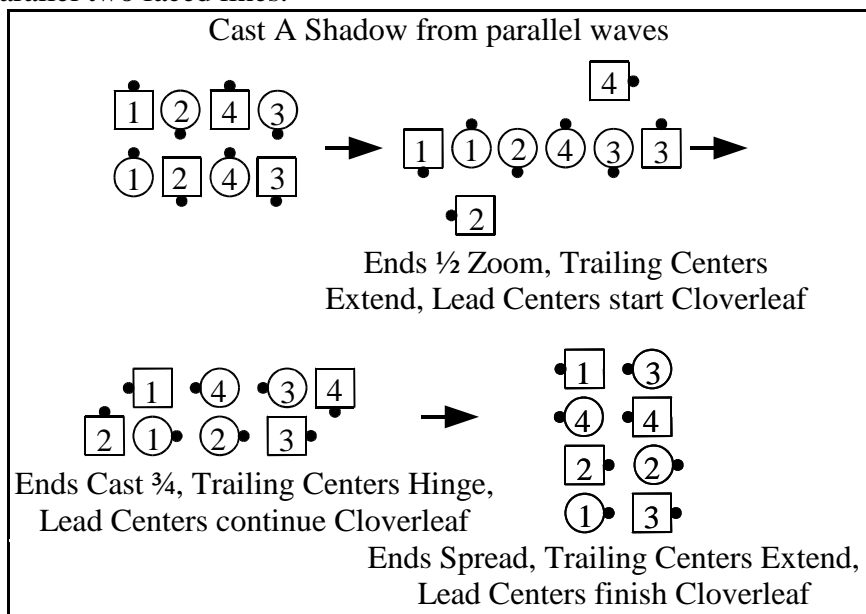 parallel two-faced lines.
Cast A Shadow from parallel waves
4
1 2 4 3
1 1 2 4 3 3
1 2 4 3
2
Ends ½ Zoom, Trailing Centers
Extend, Lead Centers start Cloverleaf
1 4 3 4
2 1 2 3
1 3
4 4
2 2
1 3
Ends Cast ¾, Trailing Centers Hinge,
Lead Centers continue Cloverleaf
Ends Spread, Trailing Centers Extend,
Lead Centers finish Cloverleaf